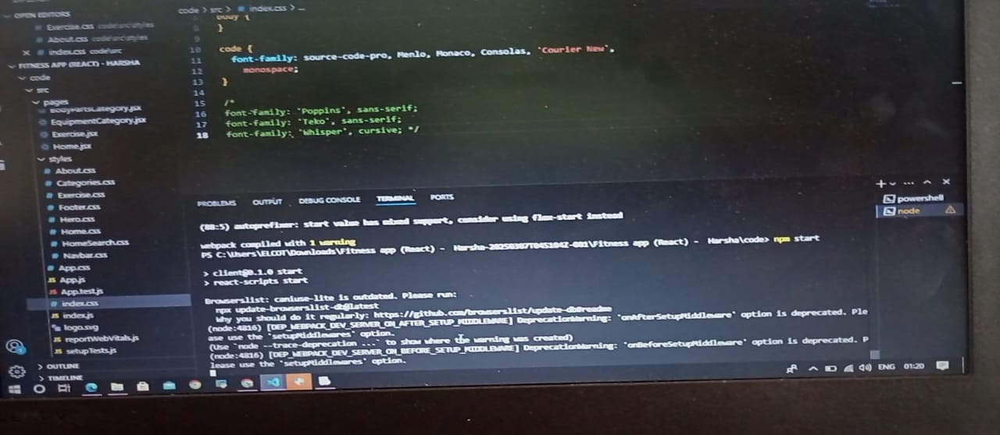 OPEN EDITORS
Exercise.css code\src\styles
About.css code\src\styles
index.css code\src
FITNESS APP (REACT) - HARSHA
code
src
pages
BodyPartsCategory.jsx
EquipmentCategory.jsx
Exercise.jsx
Home.jsx
styles
About.css
Categories.css
Exercise.css
Footer.css
Hero.css
Home.css
HomeSearch.css
Navbar.css
App.css
App.js
App.test.js
index.css
index.js
logo.svg
reportWebVitals.js
setupTests.js
OUTLINE
TIMELINE
code > src > index.css > ...
body {
8 }
9
10 code {
11 font-family: source-code-pro, Menlo, Monaco, Consolas, 'Courier New',
12 monospace;
13 }
14
15 /*
16 font-family: 'Poppins', sans-serif;
17 font-family: 'Teko', sans-serif;
18 font-family: 'Whisper', cursive; */
PROBLEMS OUTPUT DEBUG CONSOLE TERMINAL PORTS
powershell
node
(88:5) autoprefixer: start value has mixed support, consider using flex-start instead
webpack compiled with 1 warning
PS C:\Users\ELCOT\Downloads\Fitness app (React) - Harsha-20250307T045104Z-001\Fitness app (React) - Harsha\code> npm start
> client@0.1.0 start
> react-scripts start
Browserslist: caniuse-lite is outdated. Please run:
npx update-browserslist-db@latest
Why you should do it regularly: https://github.com/browserslist/update-db#readme
(node:4816) [DEP_WEBPACK_DEV_SERVER_ON_AFTER_SETUP_MIDDLEWARE] DeprecationWarning: 'onAfterSetupMiddleware' option is deprecated. Ple
ase use the 'setupMiddlewares' option.
(Use `node --trace-deprecation ...` to show where the warning was created)
(node:4816) [DEP_WEBPACK_DEV_SERVER_ON_BEFORE_SETUP_MIDDLEWARE] DeprecationWarning: 'onBeforeSetupMiddleware' option is deprecated. P
lease use the 'setupMiddlewares' option.
ENG 01:20